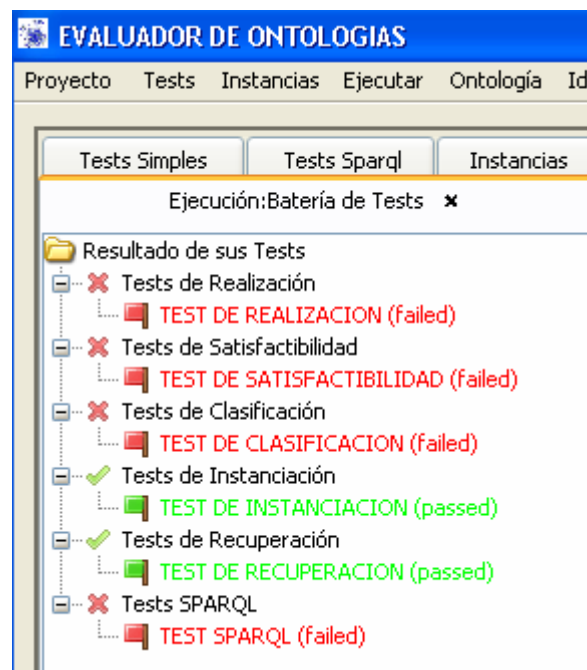 EVALUADOR DE ONTOLOGIAS
Proyecto Tests Instancias Ejecutar Ontología Id
Tests Simples Tests Sparql Instancias
Ejecución:Batería de Tests
Resultado de sus Tests
Tests de Realización
TEST DE REALIZACION (failed)
Tests de Satisfactibilidad
TEST DE SATISFACTIBILIDAD (failed)
Tests de Clasificación
TEST DE CLASIFICACION (failed)
Tests de Instanciación
TEST DE INSTANCIACION (passed)
Tests de Recuperación
TEST DE RECUPERACION (passed)
Tests SPARQL
TEST SPARQL (failed)